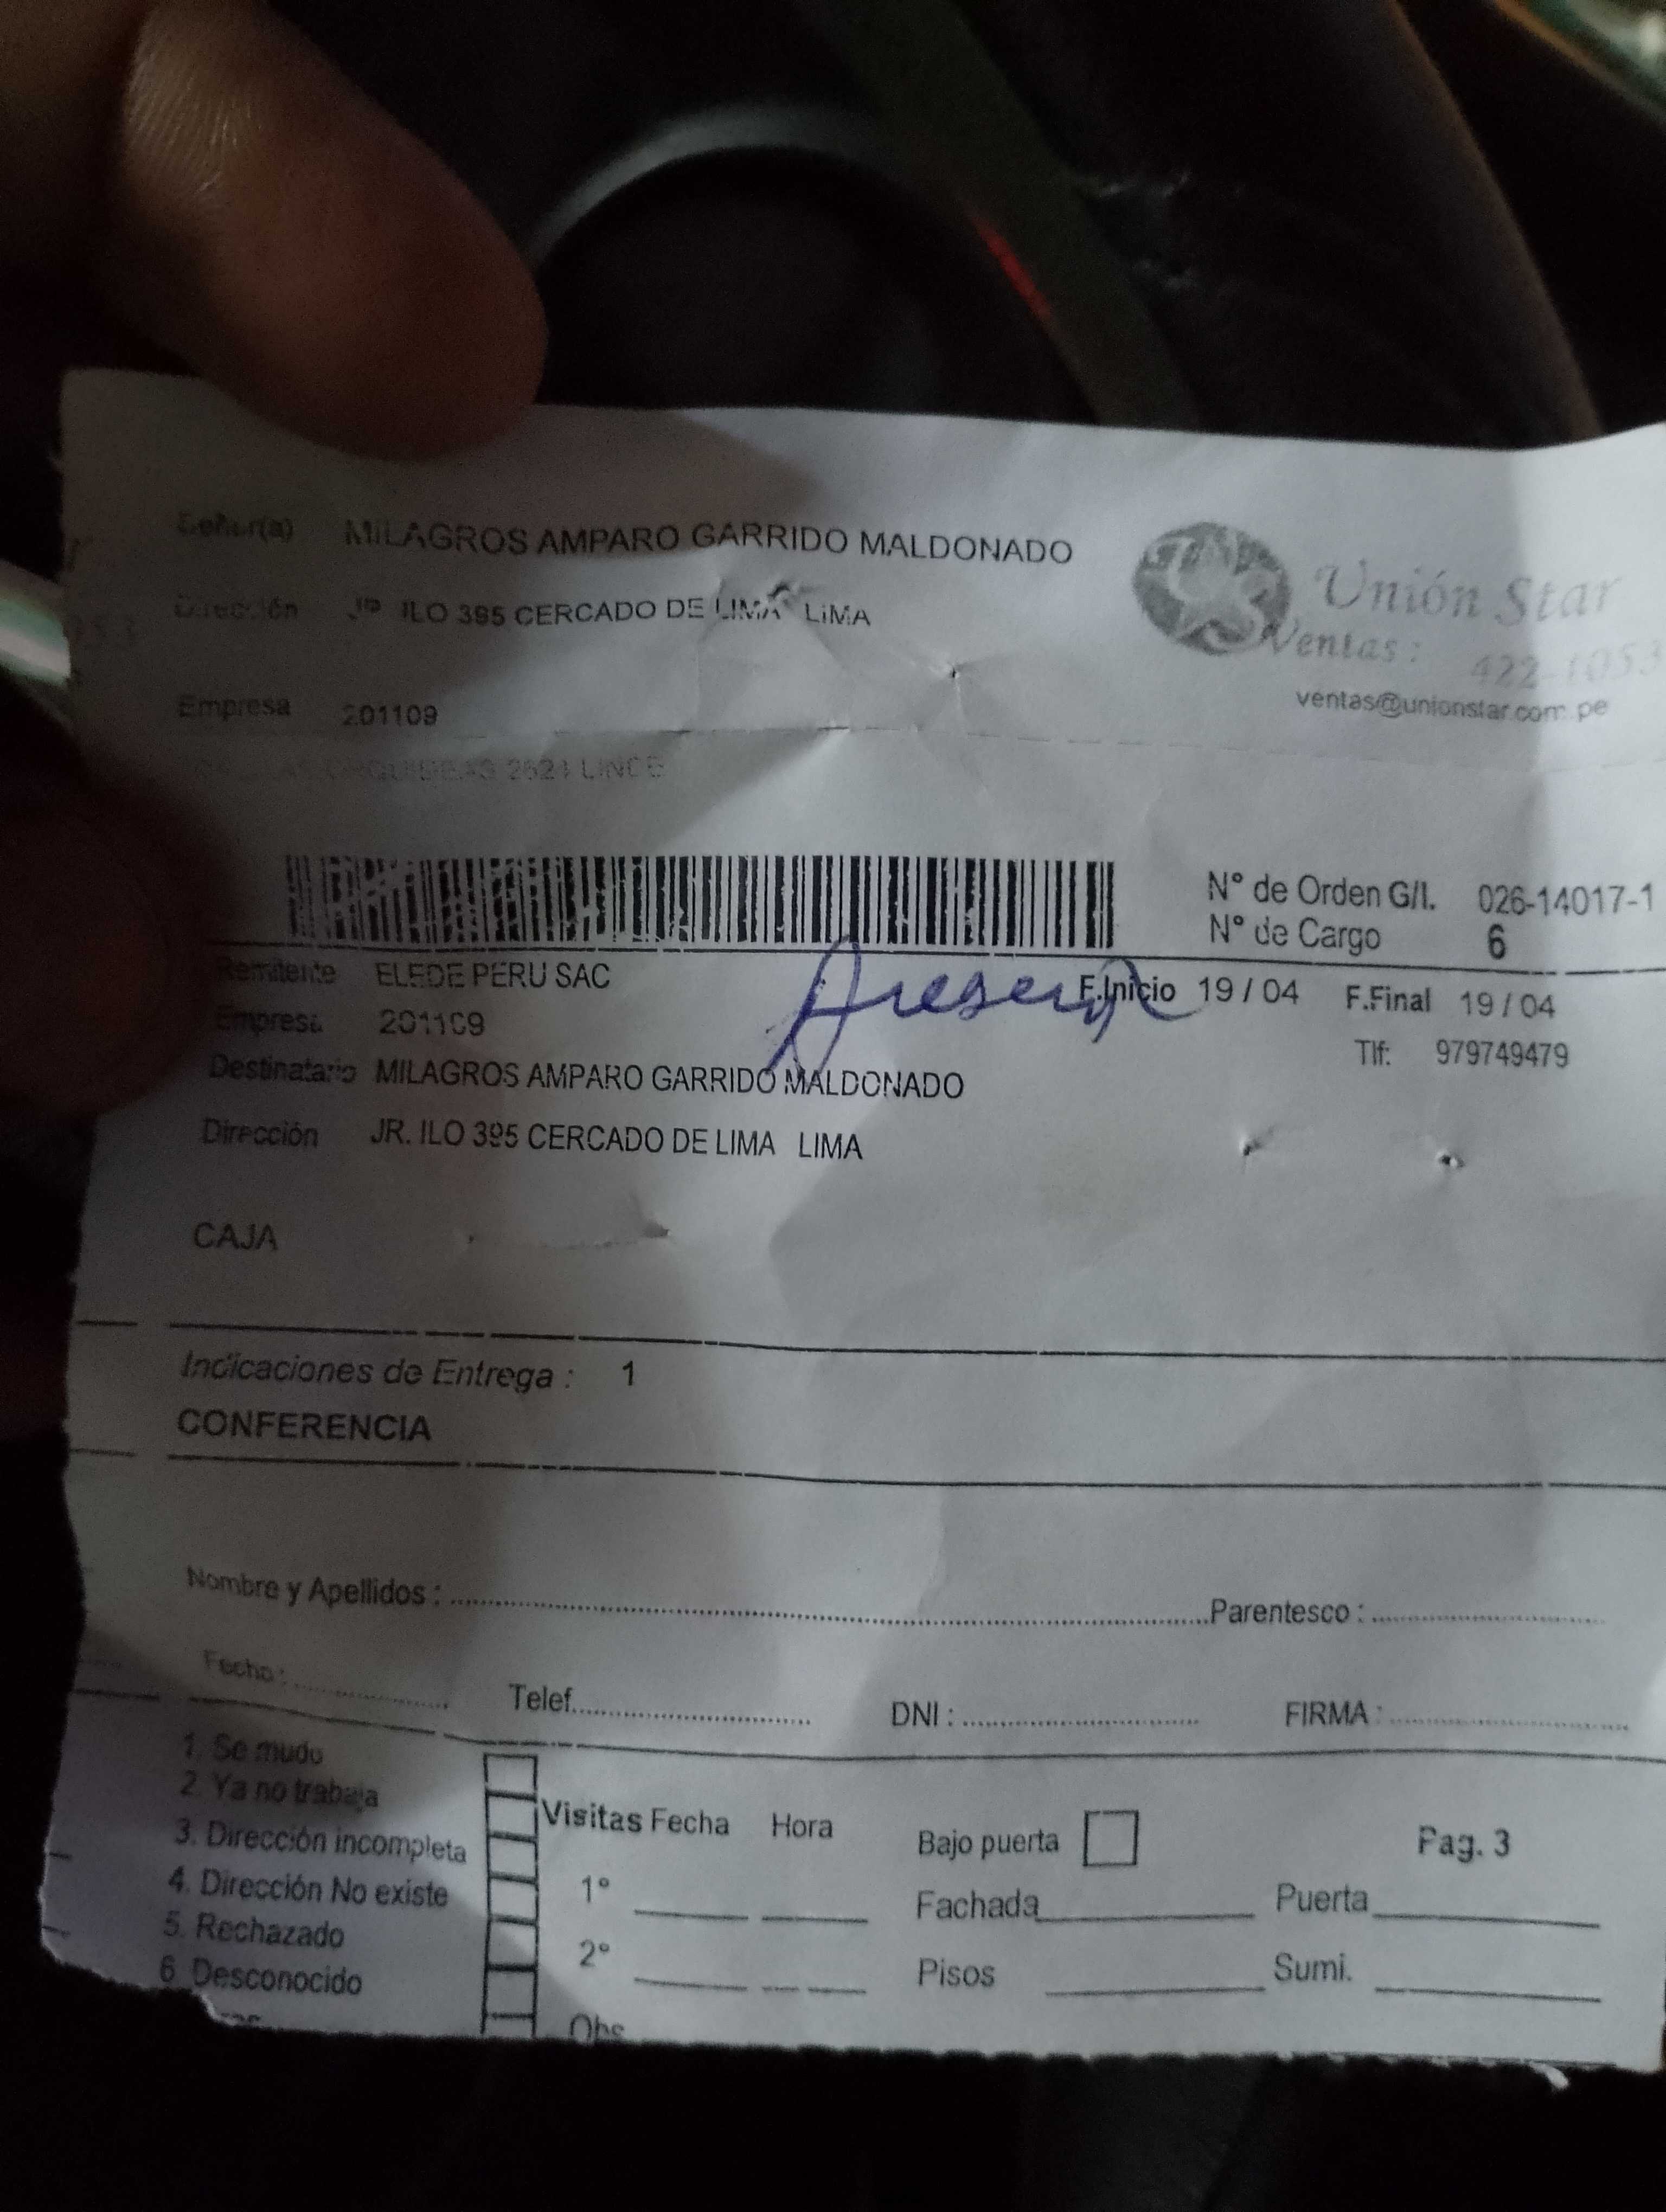 Señor(a) MILAGROS AMPARO GARRIDO MALDONADO
Dirección JR ILO 395 CERCADO DE LIMA LIMA
Unión Star
Ventas: 422-1053
ventas@unionstar.com.pe
Empresa 201109
2621 LINCE
N° de Orden G/I. 026-14017-1
N° de Cargo 6
Remitente ELEDE PERU SAC
F.Inicio 19 / 04 F.Final 19 / 04
Empresa 201109
Tlf: 979749479
Destinatario MILAGROS AMPARO GARRIDO MALDONADO
Dirección JR. ILO 395 CERCADO DE LIMA LIMA
CAJA
Indicaciones de Entrega : 1
CONFERENCIA
Nombre y Apellidos : Parentesco :
Fecha : Telef. DNI : FIRMA :
1. Se mudo
2. Ya no trabaja
3. Dirección incompleta
4. Dirección No existe
5. Rechazado
6. Desconocido
Visitas Fecha Hora
1°
2°
Obs
Bajo puerta Pag. 3
Fachada Puerta
Pisos Sumi.